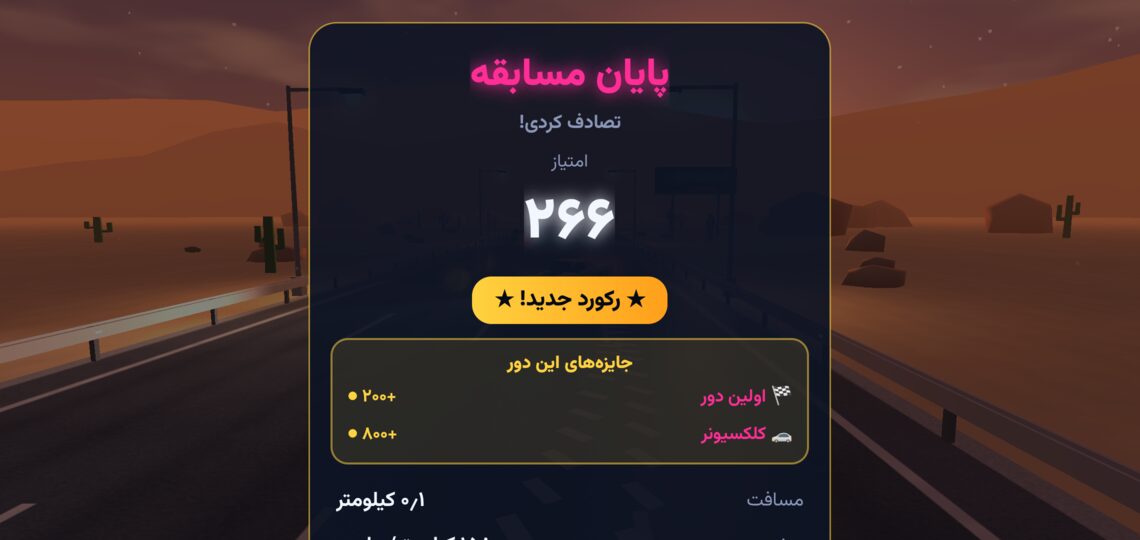 پایان مسابقه
تصادف کردی!
امتیاز
۲۶۶
★ رکورد جدید! ★
جایزه‌های این دور
اولین دور +۲۰۰
کلکسیونر +۸۰۰
مسافت ۰٫۱ کیلومتر